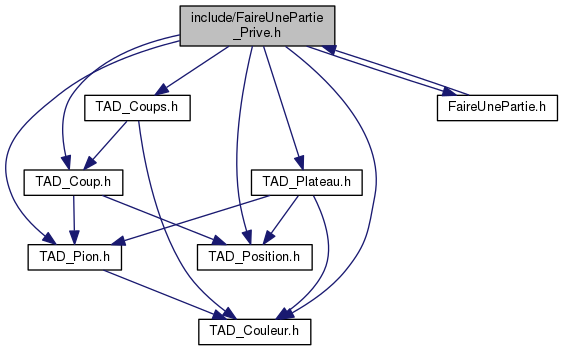 include/FaireUnePartie
_Prive.h
TAD_Coups.h
FaireUnePartie.h
TAD_Coup.h
TAD_Plateau.h
TAD_Pion.h
TAD_Position.h
TAD_Couleur.h